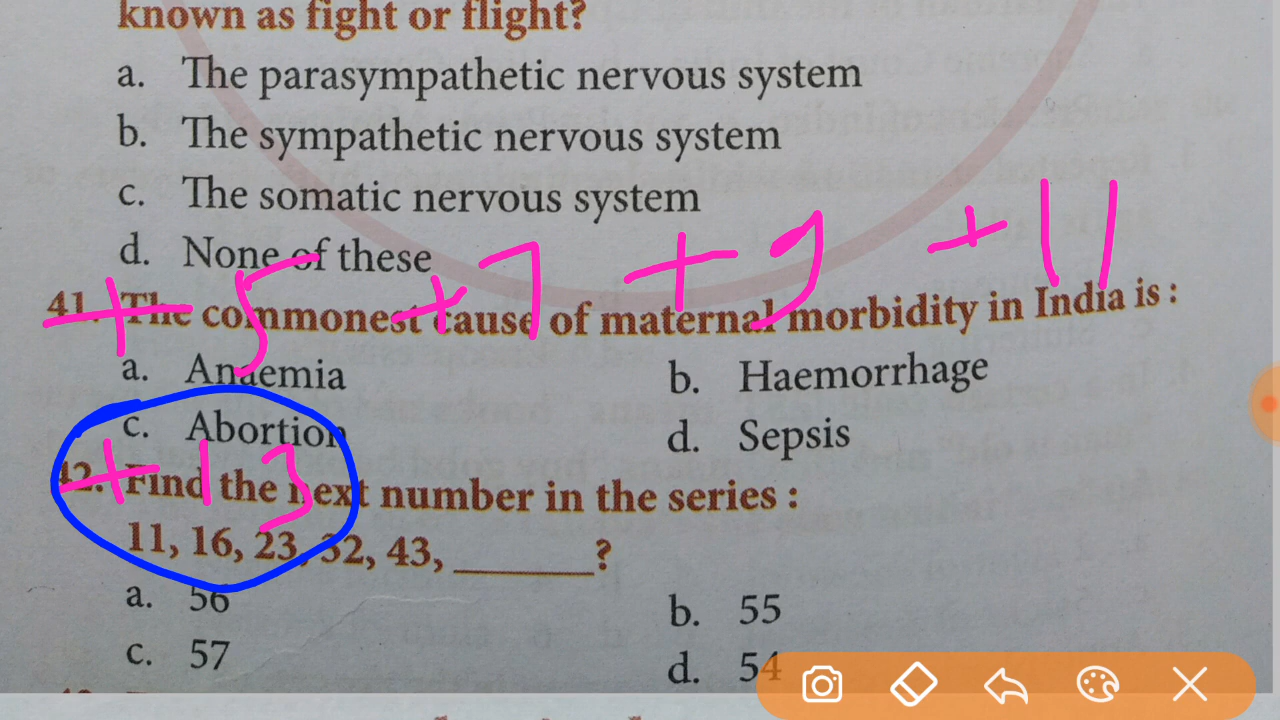 known as fight or flight?
a. The parasympathetic nervous system
b. The sympathetic nervous system
c. The somatic nervous system
d. None of these
+5 +7 +9 +11
41. The commonest cause of maternal morbidity in India is :
a. Anaemia b. Haemorrhage
c. Abortion d. Sepsis
+13
42. Find the next number in the series :
11, 16, 23, 32, 43, ______?
a. 56 b. 55
c. 57 d. 54